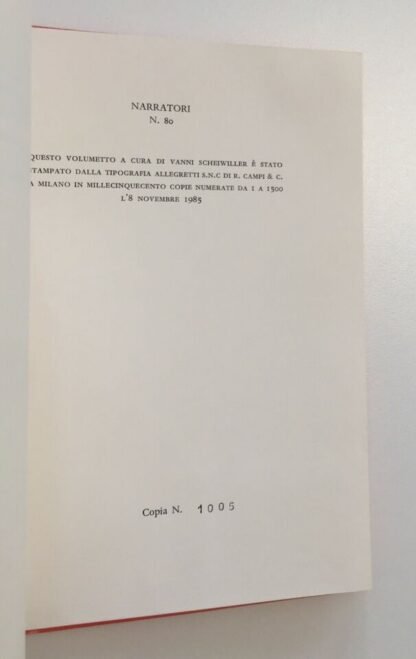 NARRATORI
N. 80
QUESTO VOLUMETTO A CURA DI VANNI SCHEIWILLER È STATO
STAMPATO DALLA TIPOGRAFIA ALLEGRETTI S.N.C DI R. CAMPI & C.
A MILANO IN MILLECINQUECENTO COPIE NUMERATE DA 1 A 1500
L'8 NOVEMBRE 1985
Copia N. 1005